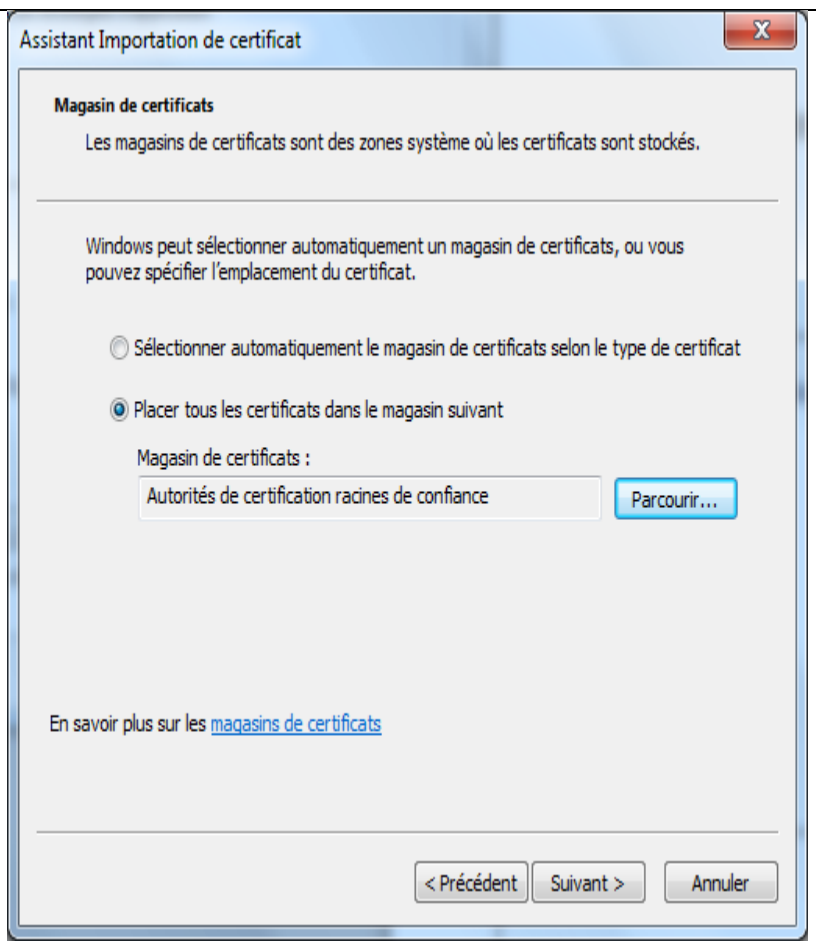 Assistant Importation de certificat
X
Magasin de certificats
Les magasins de certificats sont des zones système où les certificats sont stockés.
Windows peut sélectionner automatiquement un magasin de certificats, ou vous
pouvez spécifier l'emplacement du certificat.
Sélectionner automatiquement le magasin de certificats selon le type de certificat
Placer tous les certificats dans le magasin suivant
Magasin de certificats :
Autorités de certification racines de confiance
Parcourir...
En savoir plus sur les magasins de certificats
< Précédent
Suivant >
Annuler